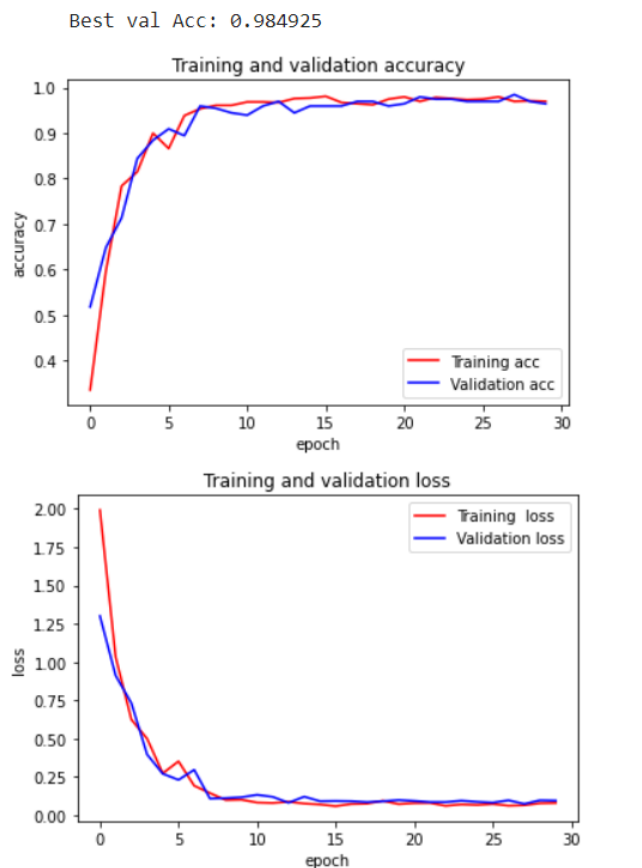 Best val Acc: 0.984925
Training and validation accuracy
1.0
0.9
0.8
0.7
0.6
0.5
0.4
accuracy
Training acc
Validation acc
0 5 10 15 20 25 30
epoch
Training and validation loss
2.00
1.75
1.50
1.25
1.00
0.75
0.50
0.25
0.00
loss
Training loss
Validation loss
0 5 10 15 20 25 30
epoch